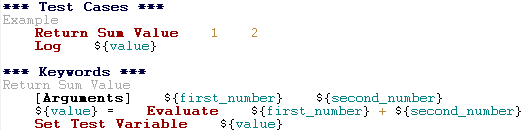 *** Test Cases ***
Example
    Return Sum Value    1    2
    Log    ${value}

*** Keywords ***
Return Sum Value
    [Arguments]    ${first_number}    ${second_number}
    ${value} =    Evaluate    ${first_number} + ${second_number}
    Set Test Variable    ${value}